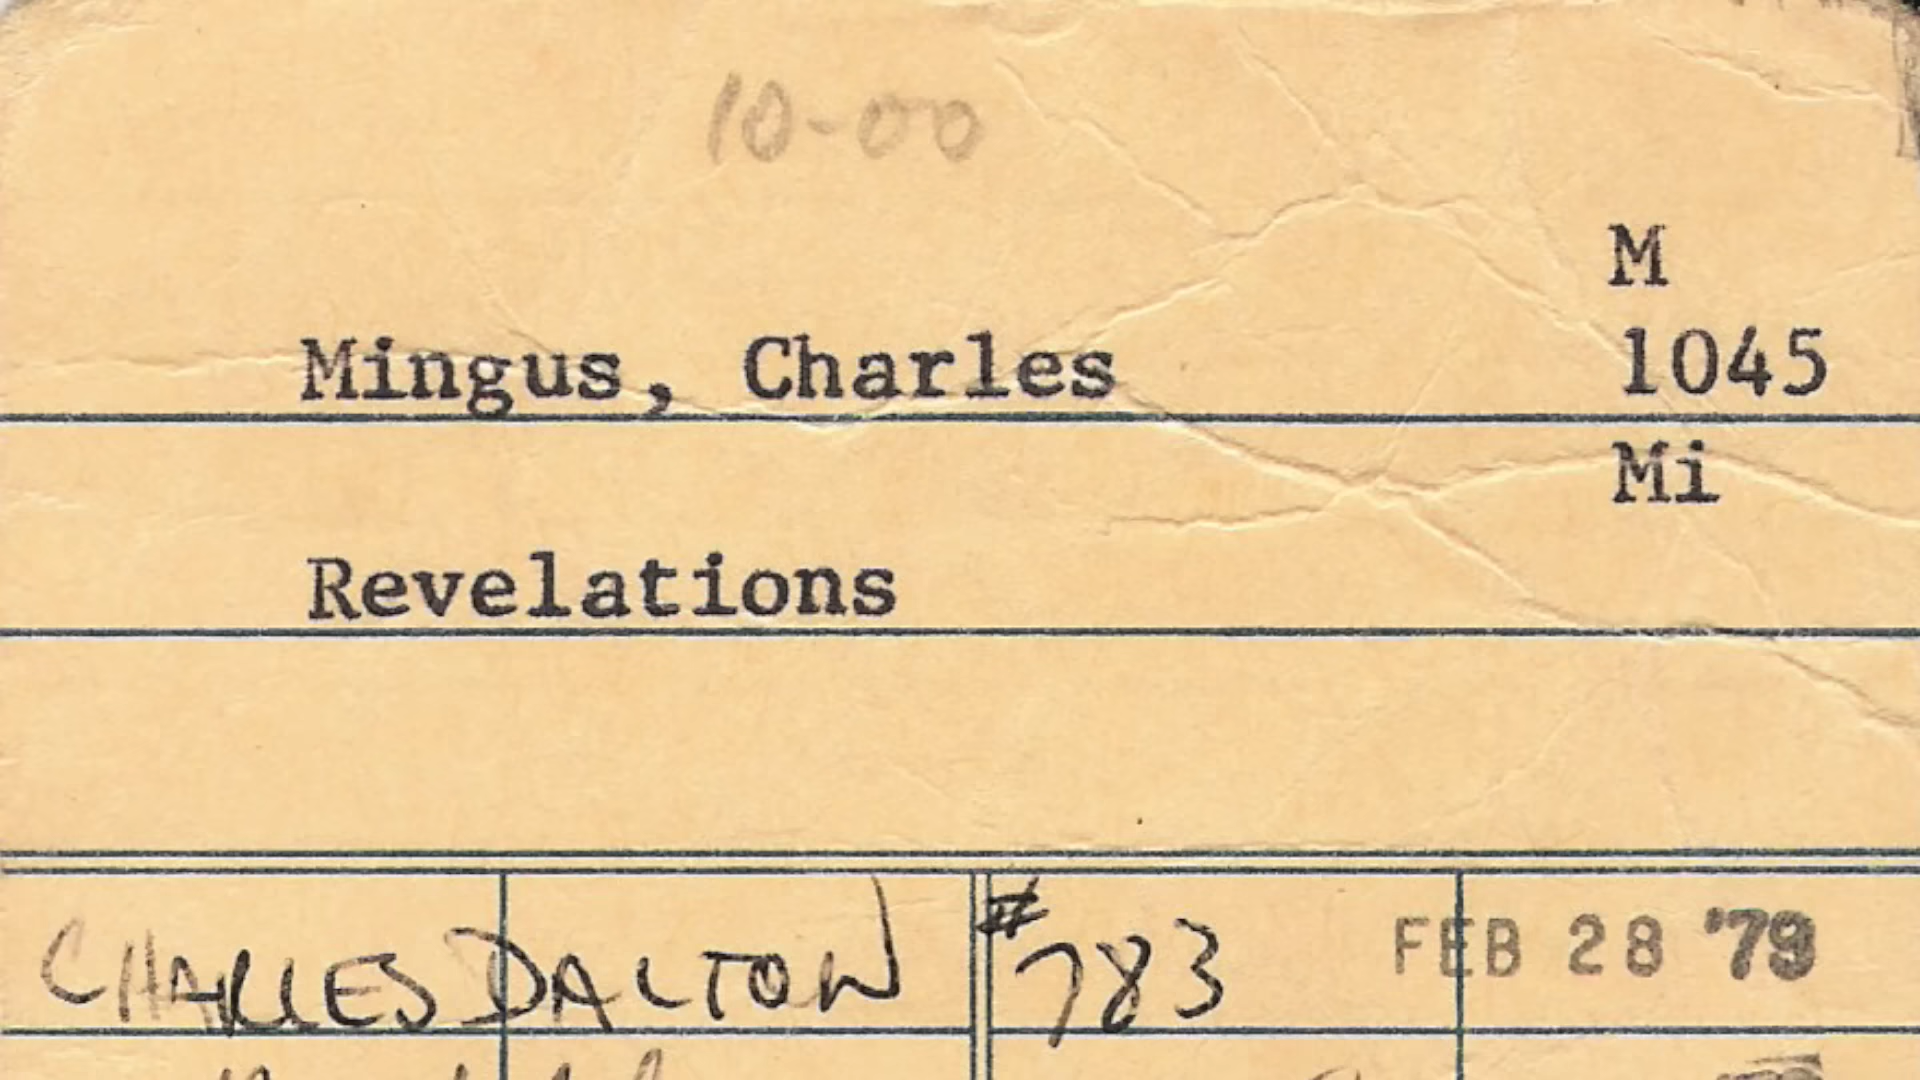 10-00
M
Mingus, Charles 1045
Mi
Revelations
CHARLES DALTON #783 FEB 28 '79